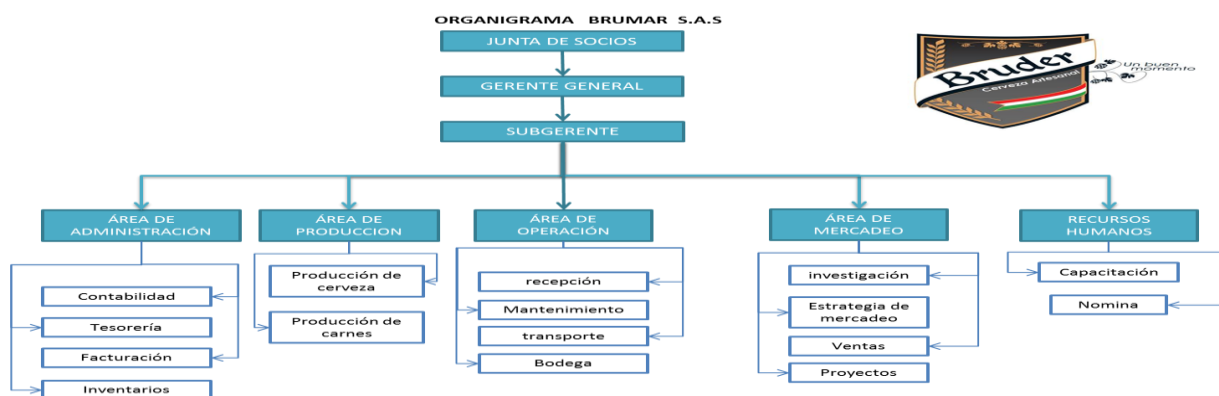 ORGANIGRAMA BRUMAR S.A.S
JUNTA DE SOCIOS
GERENTE GENERAL
SUBGERENTE
Bruder
Cerveza Artesanal
Un buen
momento
ÁREA DE
ADMINISTRACIÓN
Contabilidad
Tesorería
Facturación
Inventarios
ÁREA DE
PRODUCCION
Producción de
cerveza
Producción de
carnes
ÁREA DE
OPERACIÓN
recepción
Mantenimiento
transporte
Bodega
ÁREA DE
MERCADEO
investigación
Estrategia de
mercadeo
Ventas
Proyectos
RECURSOS
HUMANOS
Capacitación
Nomina